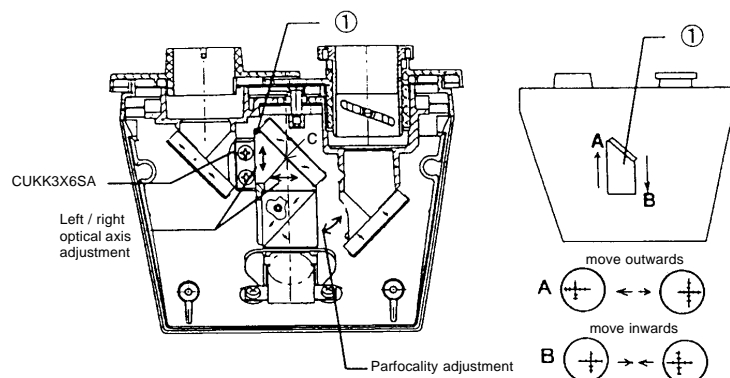 ①
①
C
CUKK3X6SA
Left / right
optical axis
adjustment
Parfocality adjustment
A
B
move outwards
A
move inwards
B